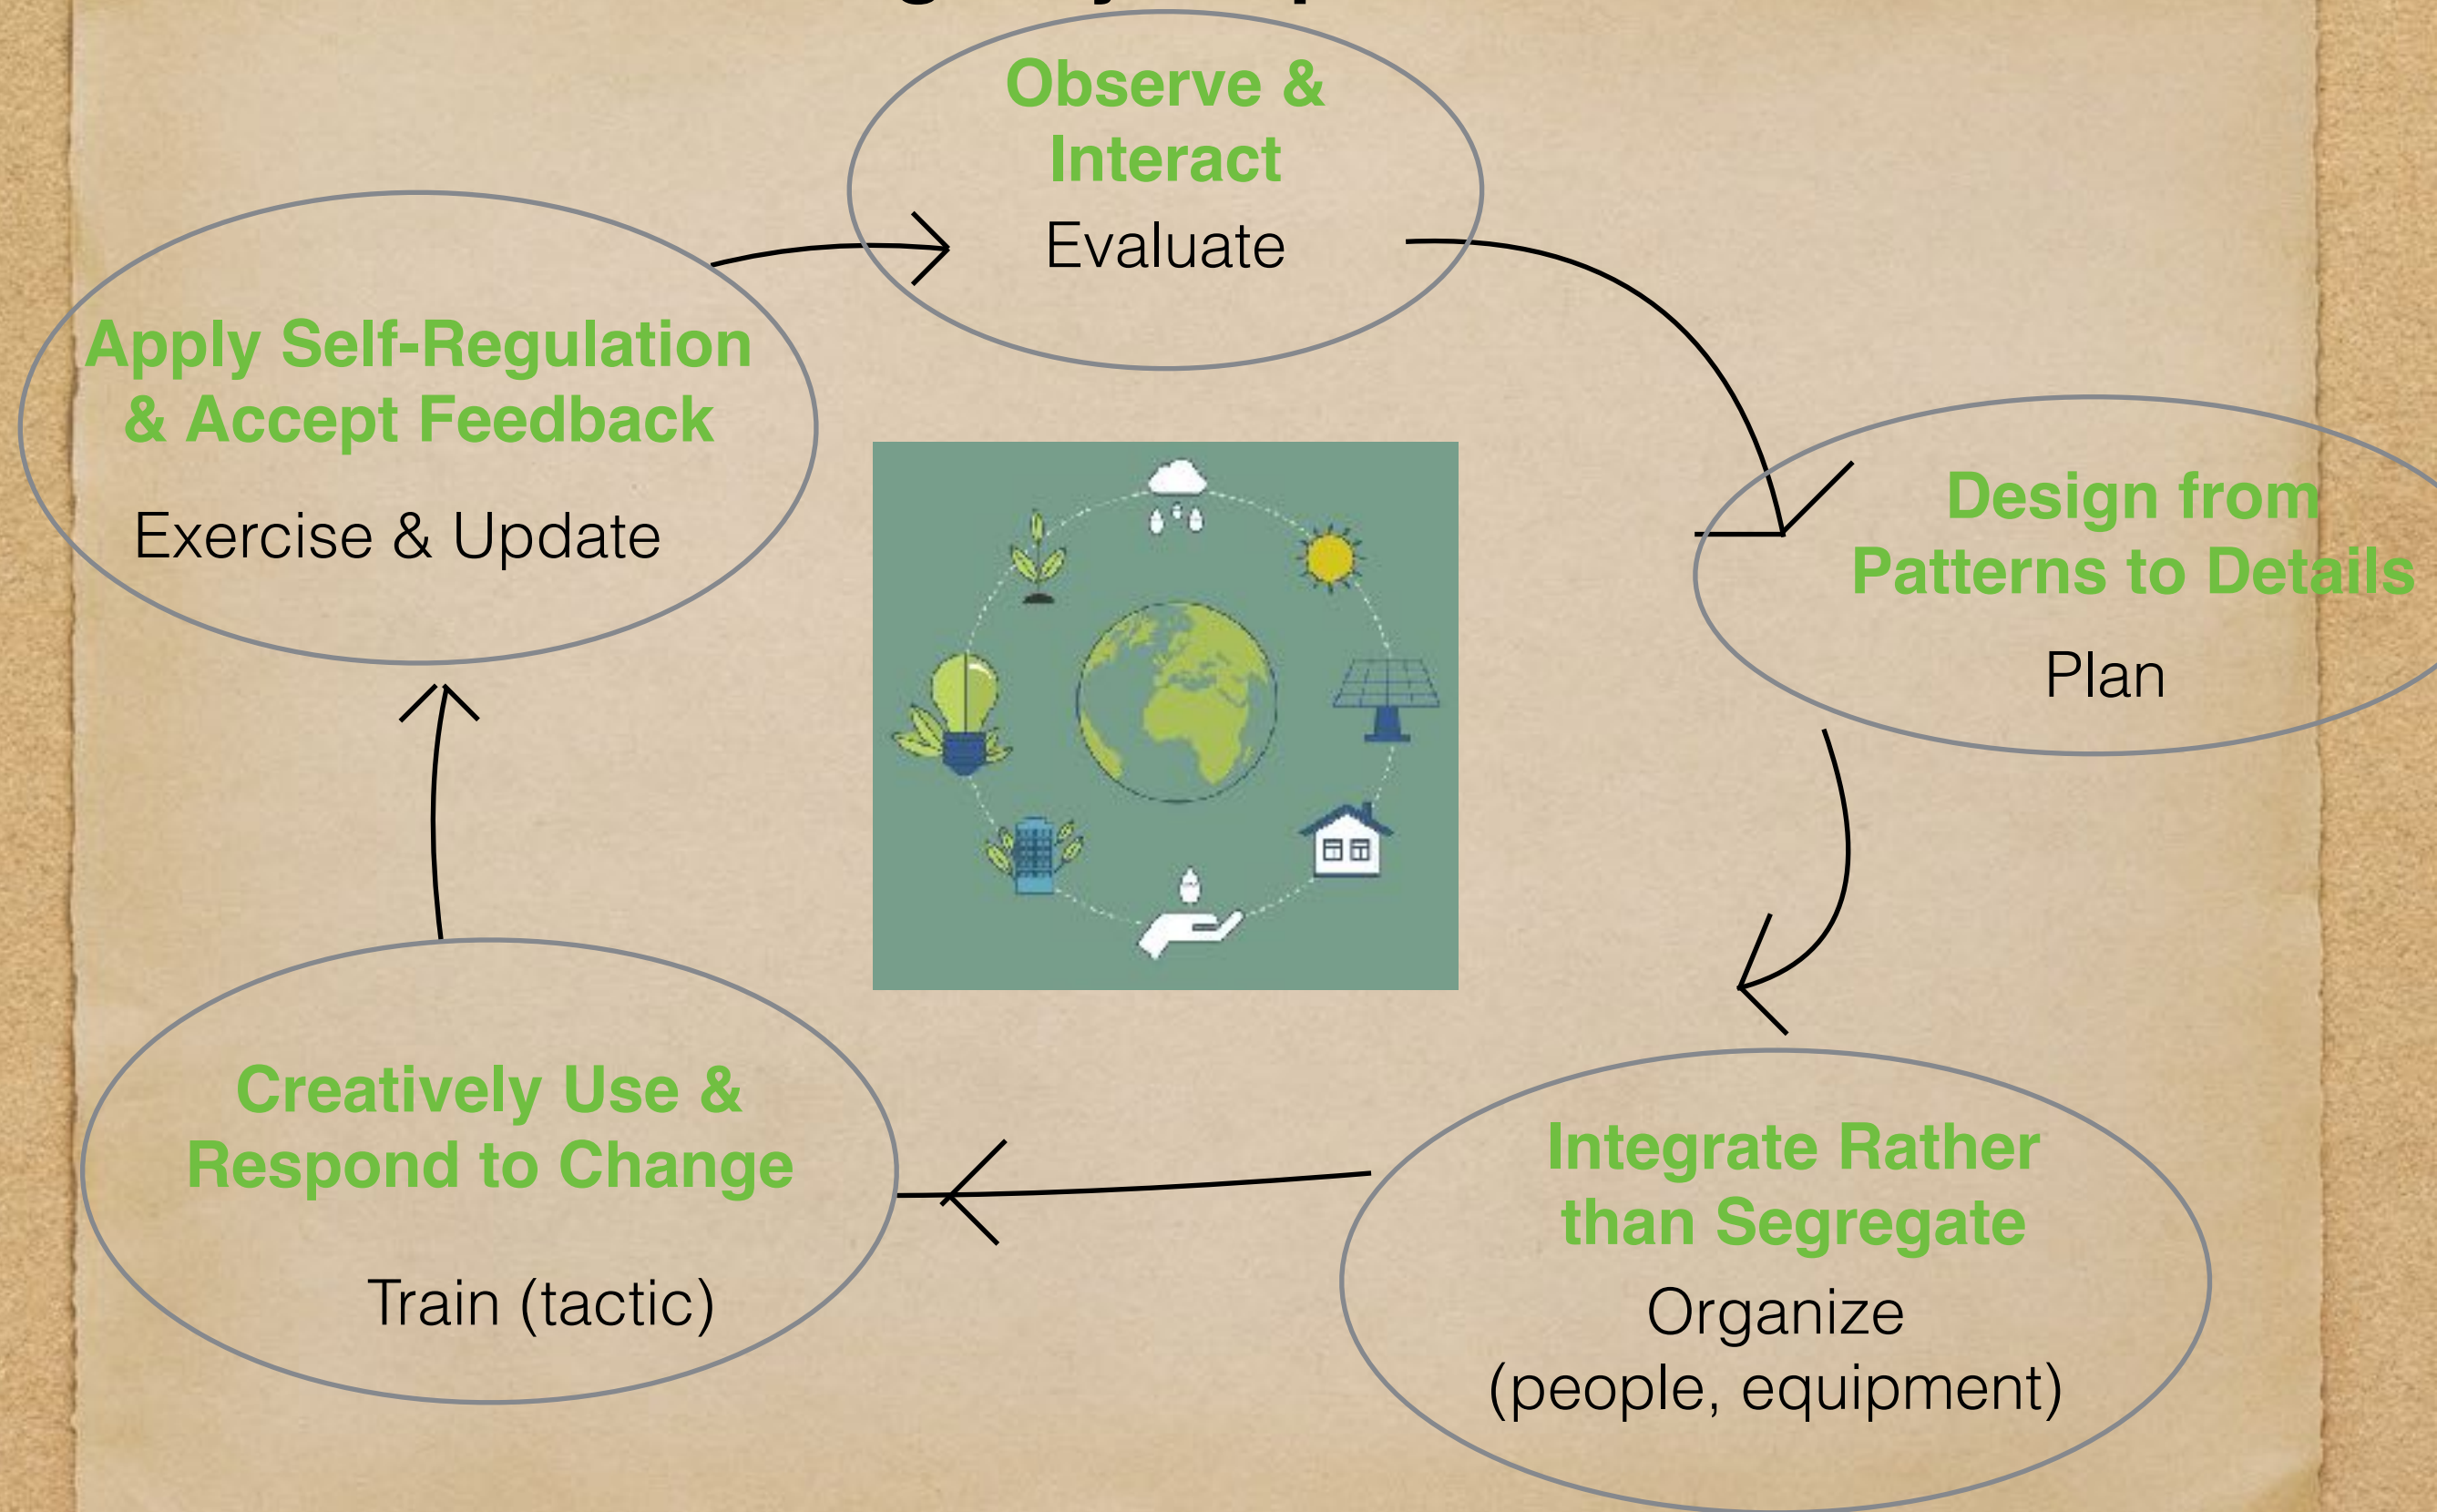 Observe &
Interact
Evaluate
Design from
Patterns to Details
Plan
Integrate Rather
than Segregate
Organize
(people, equipment)
Creatively Use &
Respond to Change
Train (tactic)
Apply Self-Regulation
& Accept Feedback
Exercise & Update